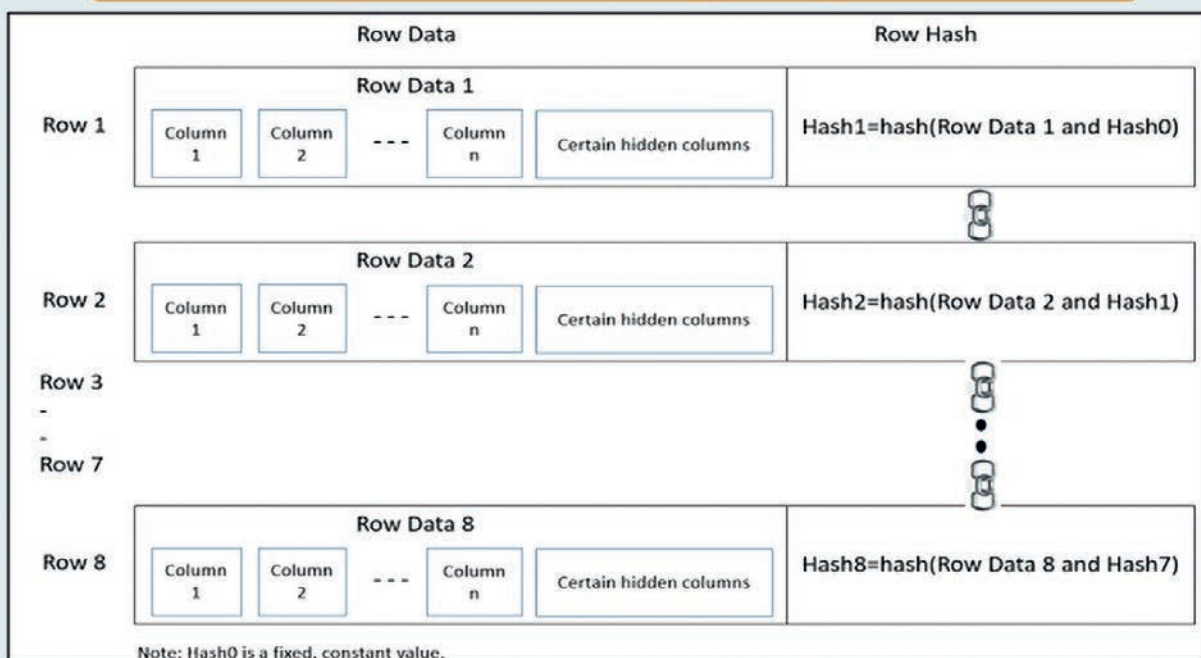 Row Data Row Hash
Row Data 1
Row 1 Column 1 Column 2 - - - Column n Certain hidden columns Hash1=hash(Row Data 1 and Hash0)
Row Data 2
Row 2 Column 1 Column 2 - - - Column n Certain hidden columns Hash2=hash(Row Data 2 and Hash1)
Row 3
-
-
Row 7
Row Data 8
Row 8 Column 1 Column 2 - - - Column n Certain hidden columns Hash8=hash(Row Data 8 and Hash7)
Note: Hash0 is a fixed, constant value.